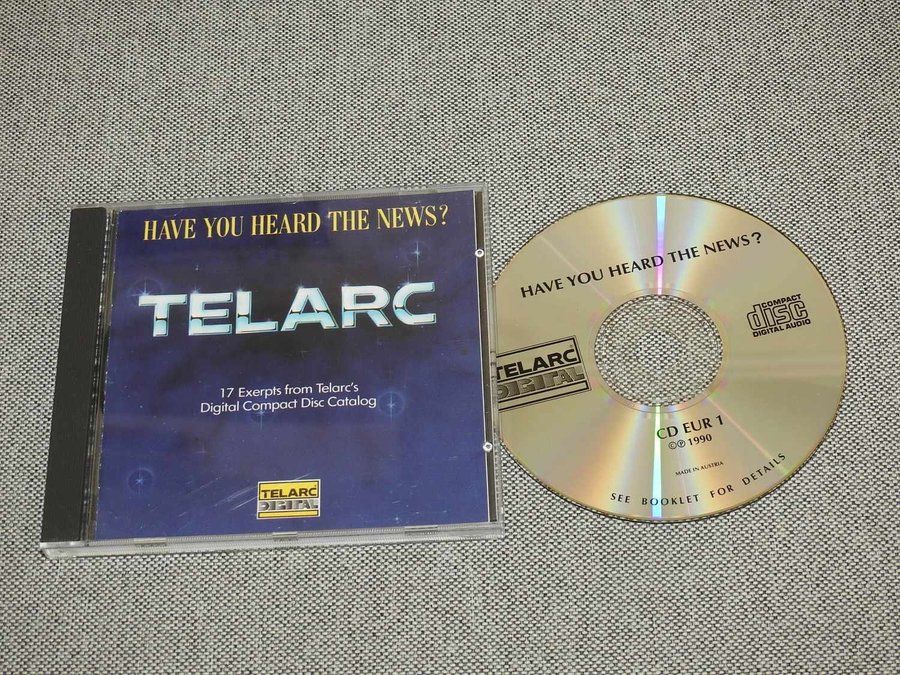 HAVE YOU HEARD THE NEWS?
TELARC
17 Exerpts from Telarc's
Digital Compact Disc Catalog
TELARC
DIGITAL
HAVE YOU HEARD THE NEWS?
COMPACT
disc
DIGITAL AUDIO
TELARC
DIGITAL
CD EUR 1
©℗ 1990
MADE IN AUSTRIA
SEE BOOKLET FOR DETAILS